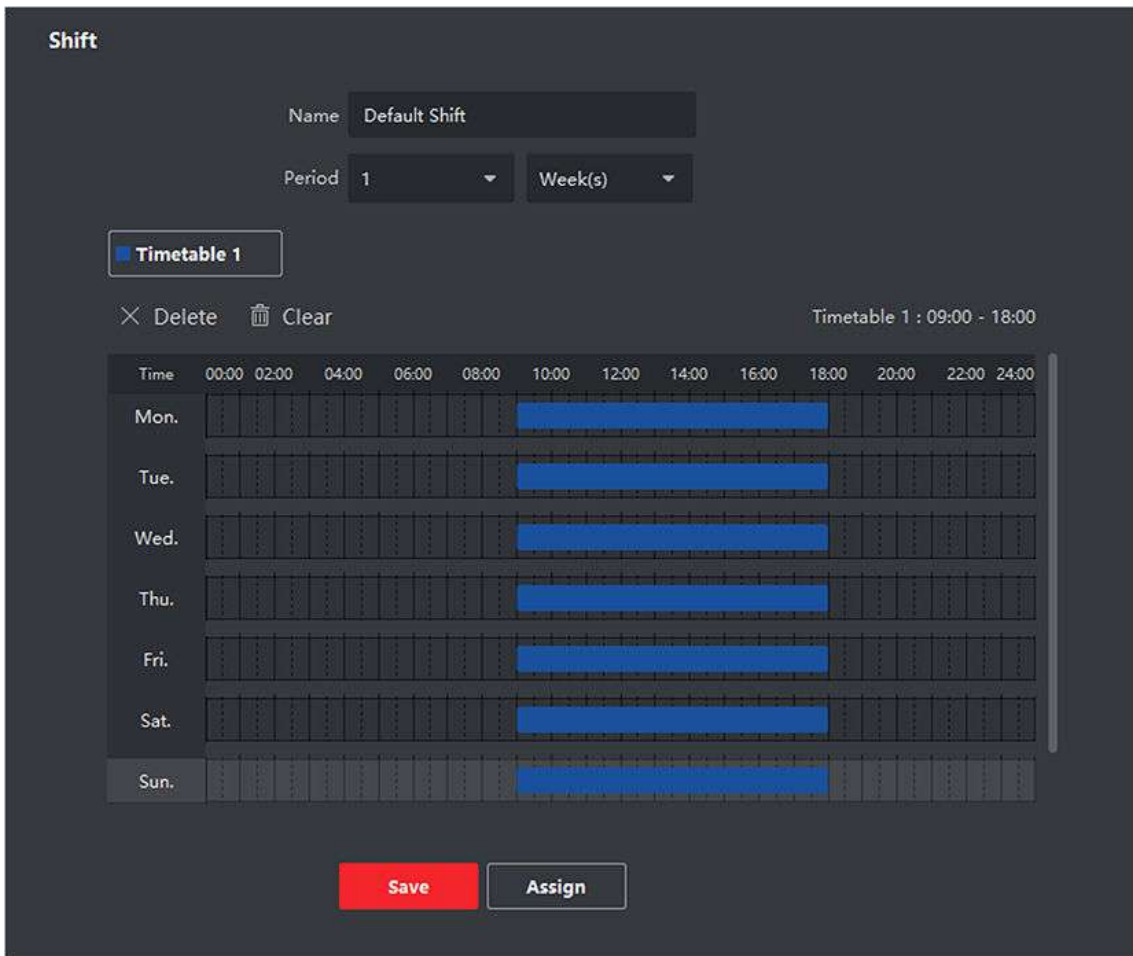 Shift
Name Default Shift
Period 1 Week(s)
Timetable 1
Delete Clear Timetable 1 : 09:00 - 18:00
Time 00:00 02:00 04:00 06:00 08:00 10:00 12:00 14:00 16:00 18:00 20:00 22:00 24:00
Mon.
Tue.
Wed.
Thu.
Fri.
Sat.
Sun.
Save Assign